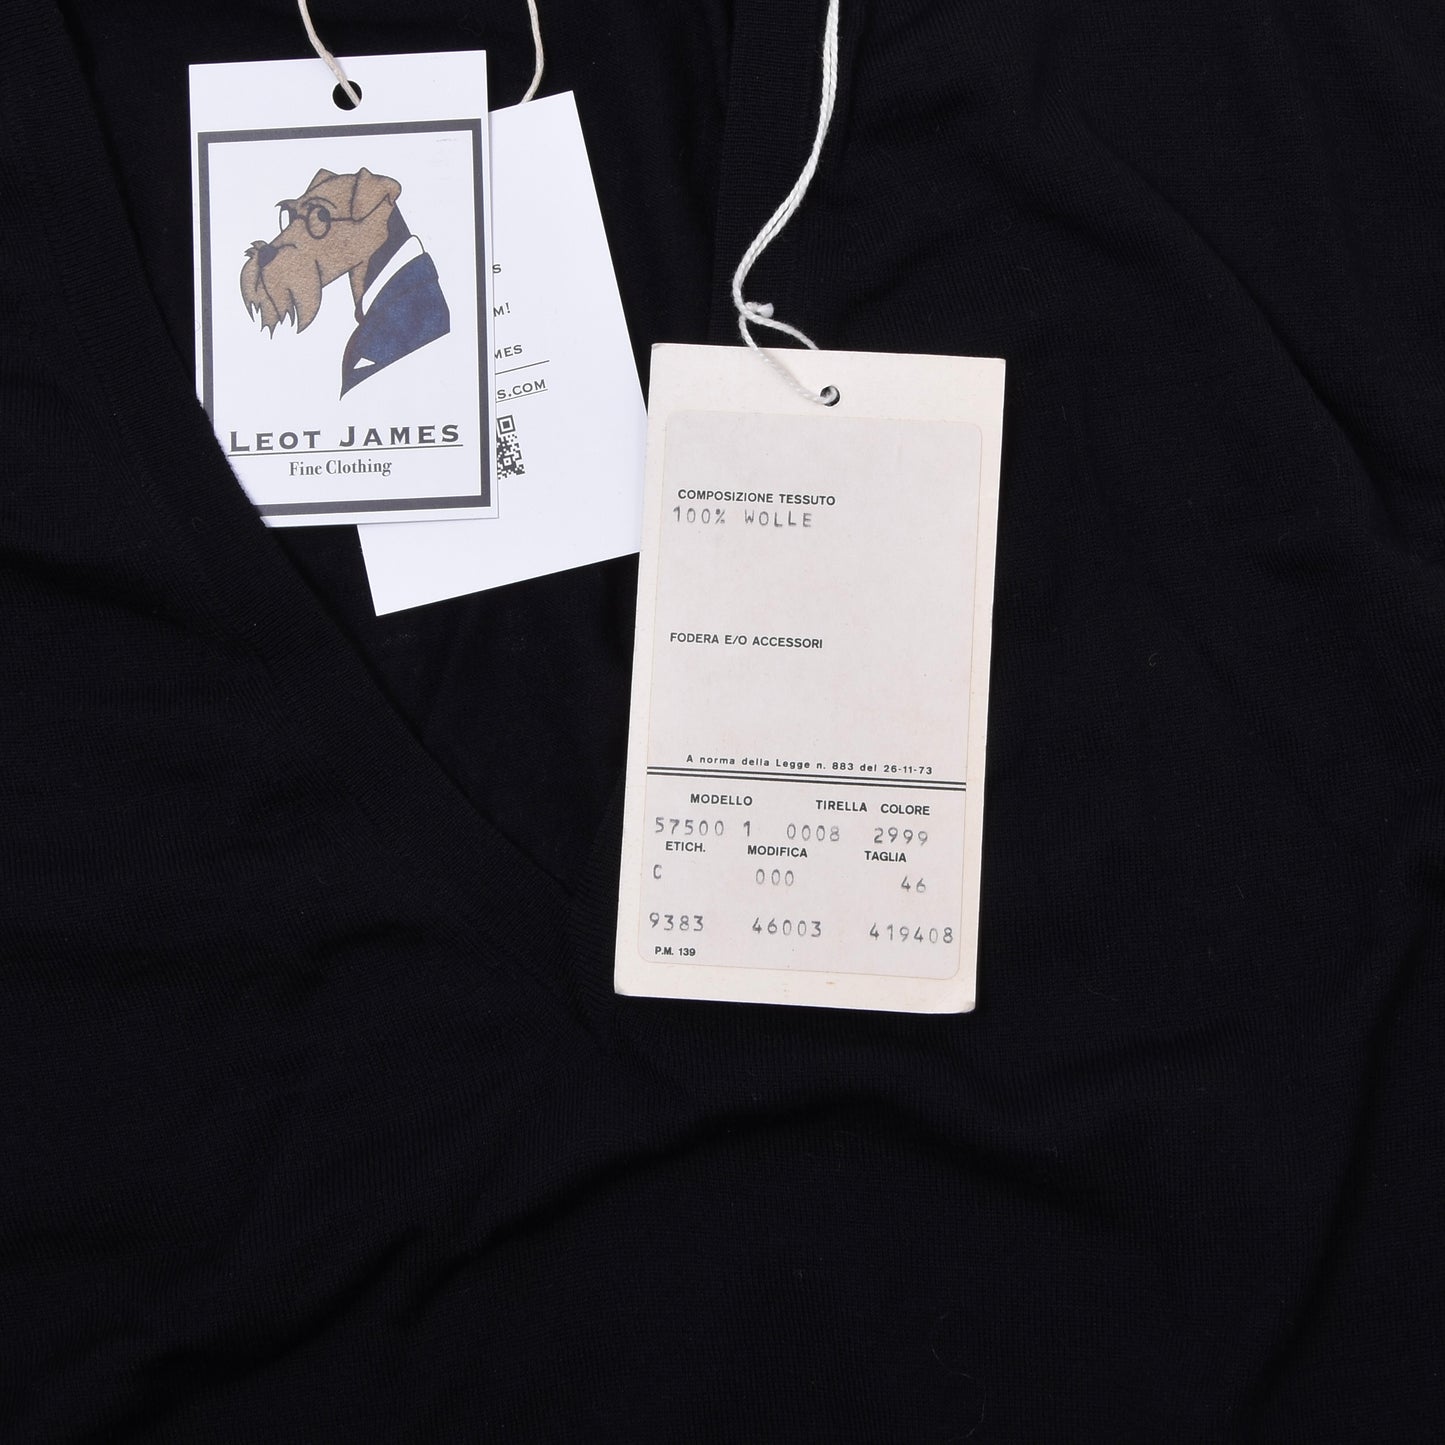 LEOT JAMES
Fine Clothing
M!
S.COM
COMPOSIZIONE TESSUTO
100% WOLLE
FODERA E/O ACCESSORI
A norma della Legge n. 883 del 26-11-73
MODELLO TIRELLA COLORE
57500 1 0008 2999
ETICH. MODIFICA TAGLIA
C 000 46
9383 46003 419408
P.M. 139